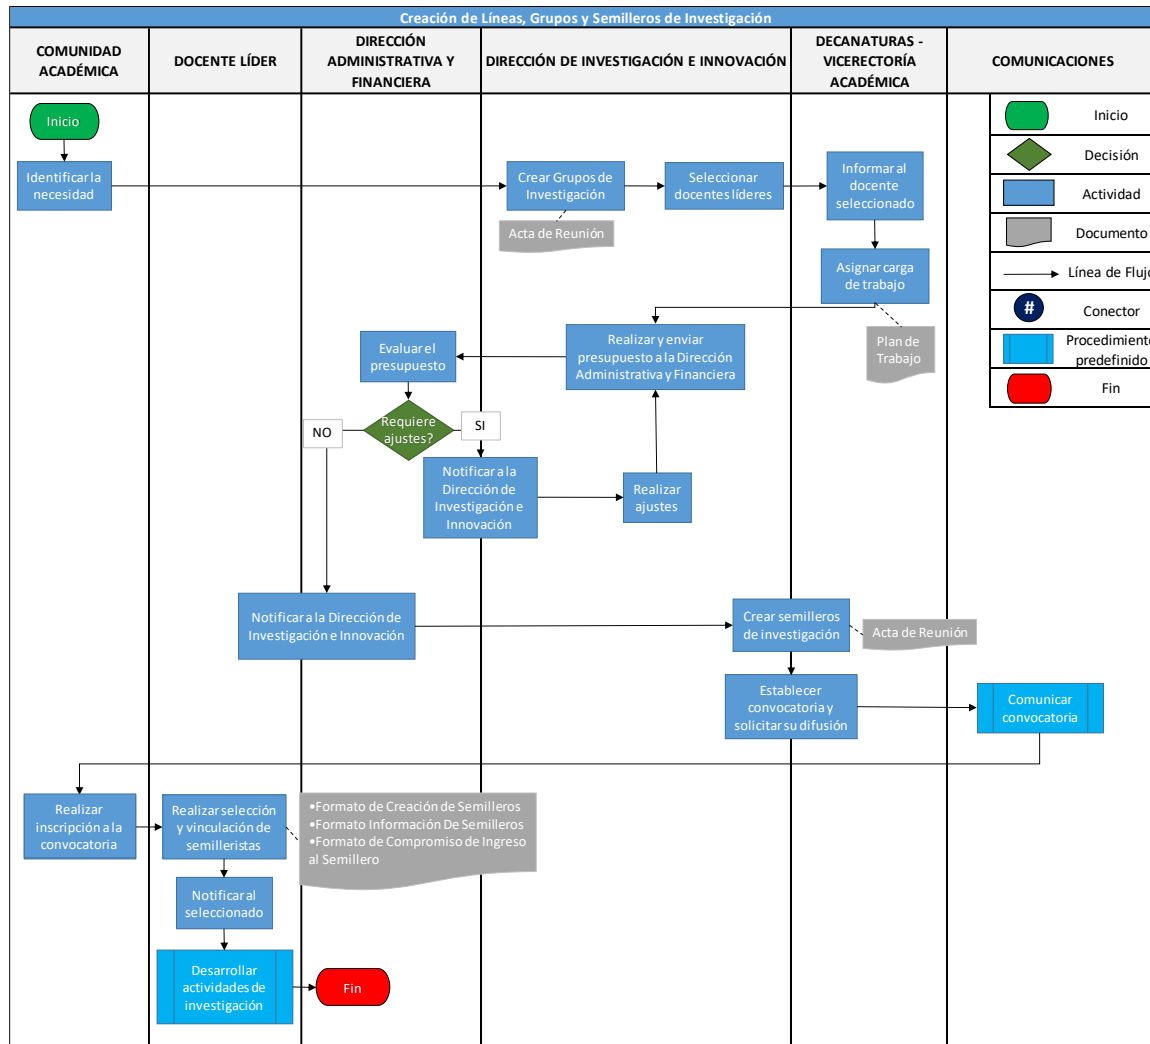 Creación de Líneas, Grupos y Semilleros de Investigación
COMUNIDAD
ACADÉMICA
DOCENTE LÍDER
DIRECCIÓN
ADMINISTRATIVA Y
FINANCIERA
DIRECCIÓN DE INVESTIGACIÓN E INNOVACIÓN
DECANATURAS -
VICERECTORÍA
ACADÉMICA
COMUNICACIONES
Inicio
Identificar la
necesidad
Crear Grupos de
Investigación
Acta de Reunión
Seleccionar
docentes líderes
Informar al
docente
seleccionado
Asignar carga
de trabajo
Plan de
Trabajo
Inicio
Decisión
Actividad
Documento
Línea de Flujo
#
Conector
Procedimiento
predefinido
Fin
Realizar y enviar
presupuesto a la Dirección
Administrativa y Financiera
Evaluar el
presupuesto
Requiere
ajustes?
NO
SI
Notificar a la
Dirección de
Investigación e
Innovación
Realizar
ajustes
Notificar a la Dirección de
Investigación e Innovación
Crear semilleros
de investigación
Acta de Reunión
Establecer
convocatoria y
solicitar su difusión
Comunicar
convocatoria
Realizar
inscripción a la
convocatoria
Realizar selección
y vinculación de
semilleristas
•Formato de Creación de Semilleros
•Formato Información De Semilleros
•Formato de Compromiso de Ingreso
al Semillero
Notificar al
seleccionado
Desarrollar
actividades de
investigación
Fin